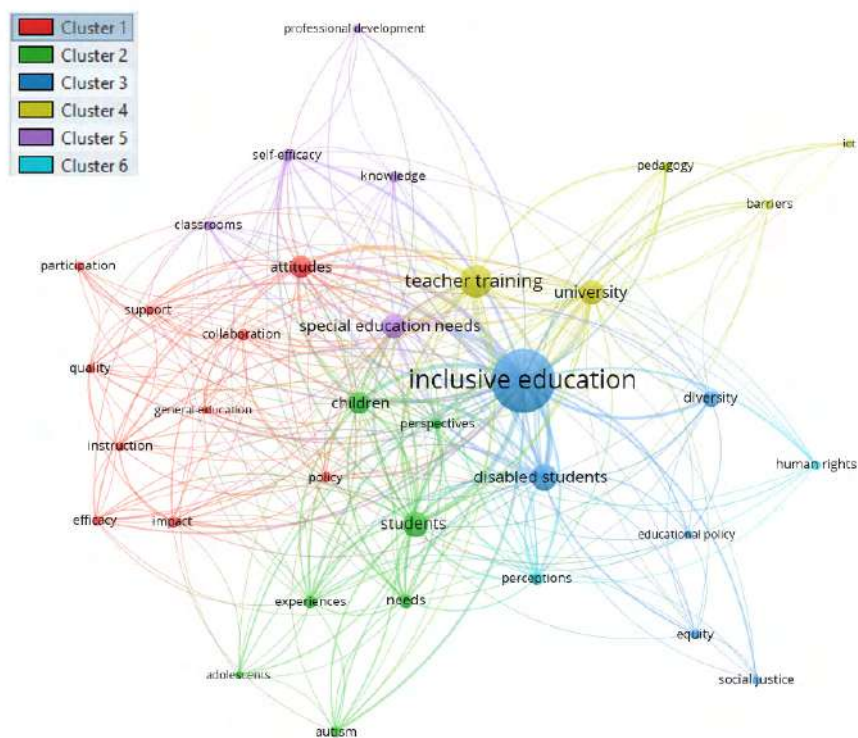 Cluster 1
Cluster 2
Cluster 3
Cluster 4
Cluster 5
Cluster 6
professional development
self-efficacy
knowledge
pedagogy
ict
barriers
classrooms
participation
attitudes
teacher training
university
support
collaboration
special education needs
quality
inclusive education
general-education
children
perspectives
diversity
instruction
policy
disabled students
human rights
efficacy
impact
students
educational policy
perceptions
experiences
needs
equity
adolescents
social justice
autism